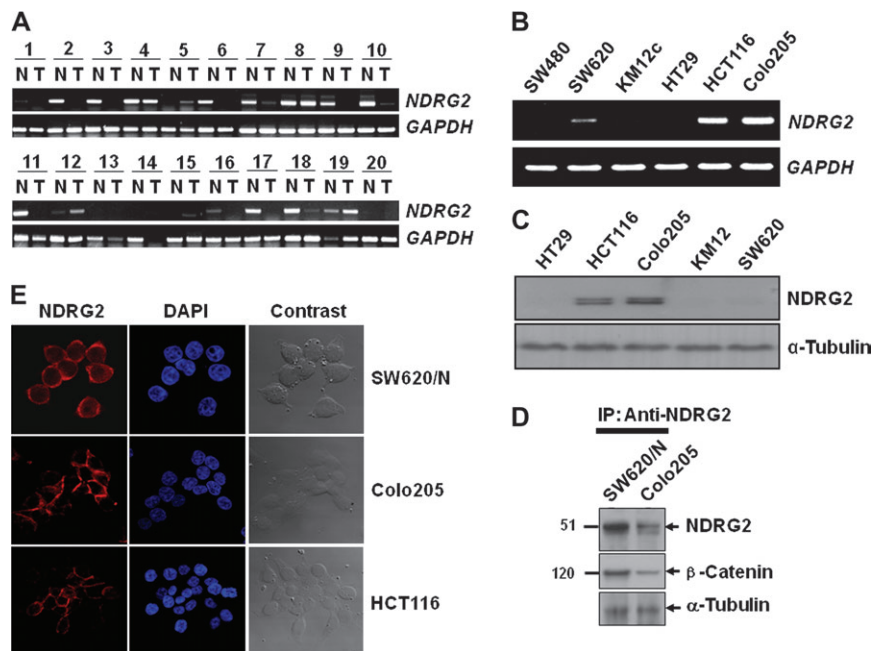 A
1 2 3 4 5 6 7 8 9 10
N T N T N T N T N T N T N T N T N T N T
NDRG2
GAPDH
11 12 13 14 15 16 17 18 19 20
N T N T N T N T N T N T N T N T N T N T
NDRG2
GAPDH
B
SW480 SW620 KM12c HT29 HCT116 Colo205
NDRG2
GAPDH
C
HT29 HCT116 Colo205 KM12 SW620
NDRG2
α-Tubulin
D
IP: Anti-NDRG2
SW620/N Colo205
51 NDRG2
120 β-Catenin
α-Tubulin
E
NDRG2 DAPI Contrast
SW620/N
Colo205
HCT116